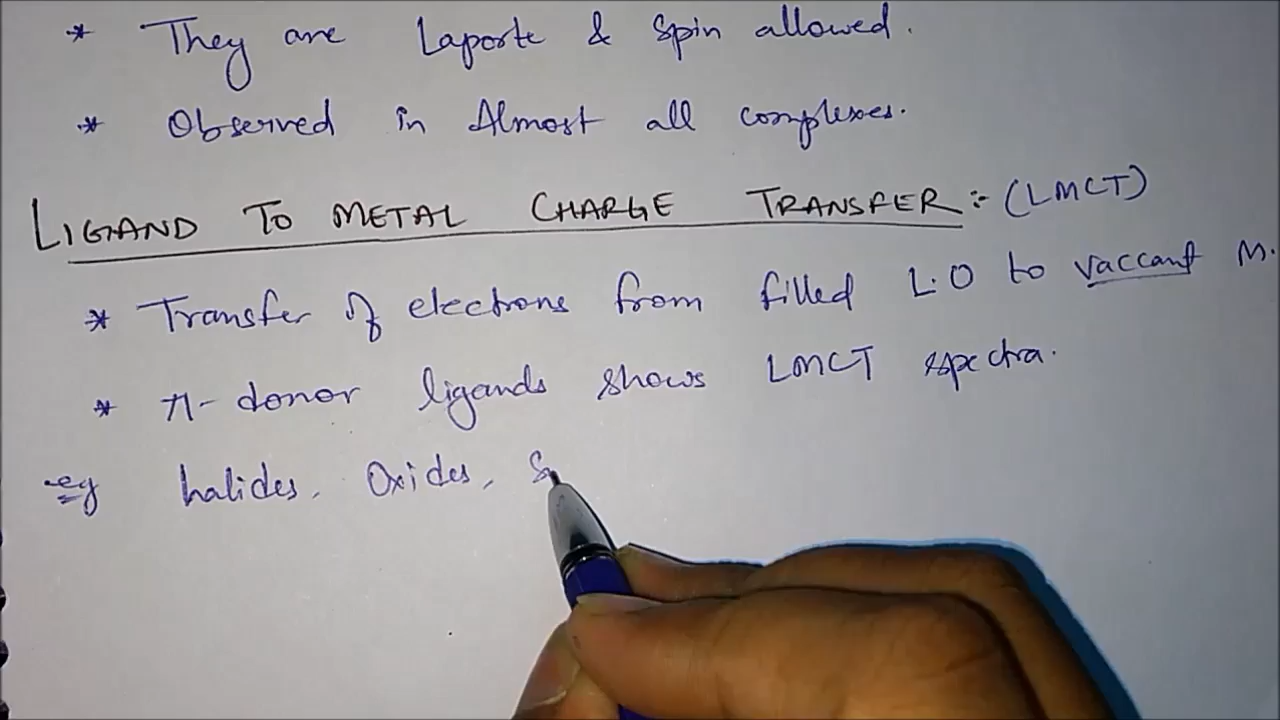 * They are Laporte & Spin allowed.
* Observed in Almost all complexes.
LIGAND TO METAL CHARGE TRANSFER :- (LMCT)
* Transfer of electrons from filled L.O to vaccant M.
* π-donor ligands shows LMCT spectra.
eg halides, Oxides, S